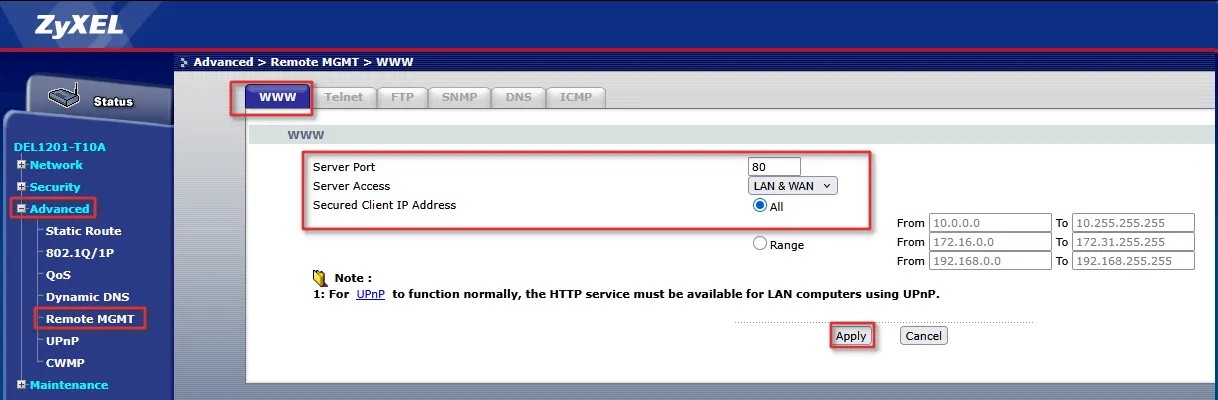 ZyXEL
Advanced > Remote MGMT > WWW
Status
WWW Telnet FTP SNMP DNS ICMP
WWW
DEL1201-T10A
Network
Security
Advanced
Static Route
802.1Q/1P
QoS
Dynamic DNS
Remote MGMT
UPnP
CWMP
Maintenance
Server Port 80
Server Access LAN & WAN
Secured Client IP Address All
From 10.0.0.0 To 10.255.255.255
Range From 172.16.0.0 To 172.31.255.255
From 192.168.0.0 To 192.168.255.255
Note :
1: For UPnP to function normally, the HTTP service must be available for LAN computers using UPnP.
Apply Cancel